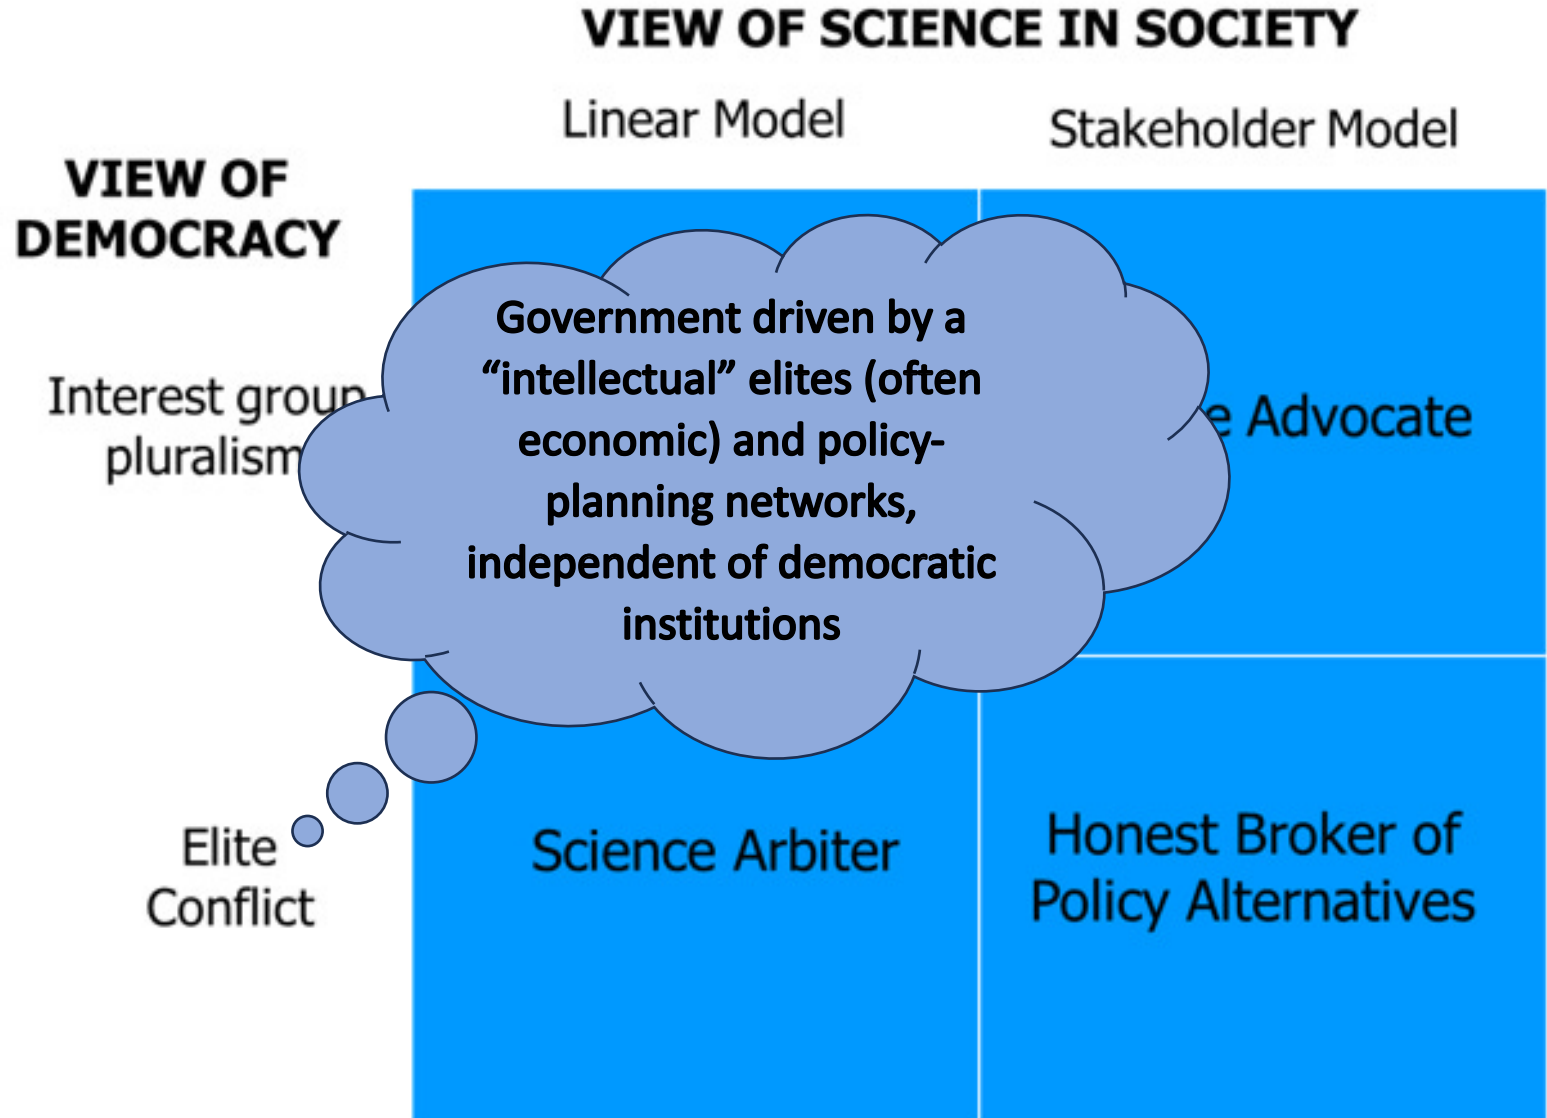 VIEW OF SCIENCE IN SOCIETY
Linear Model
Stakeholder Model
VIEW OF
DEMOCRACY
Interest group
pluralism
Government driven by a
“intellectual” elites (often
economic) and policy-
planning networks,
independent of democratic
institutions
Advocate
Elite
Conflict
Science Arbiter
Honest Broker of
Policy Alternatives